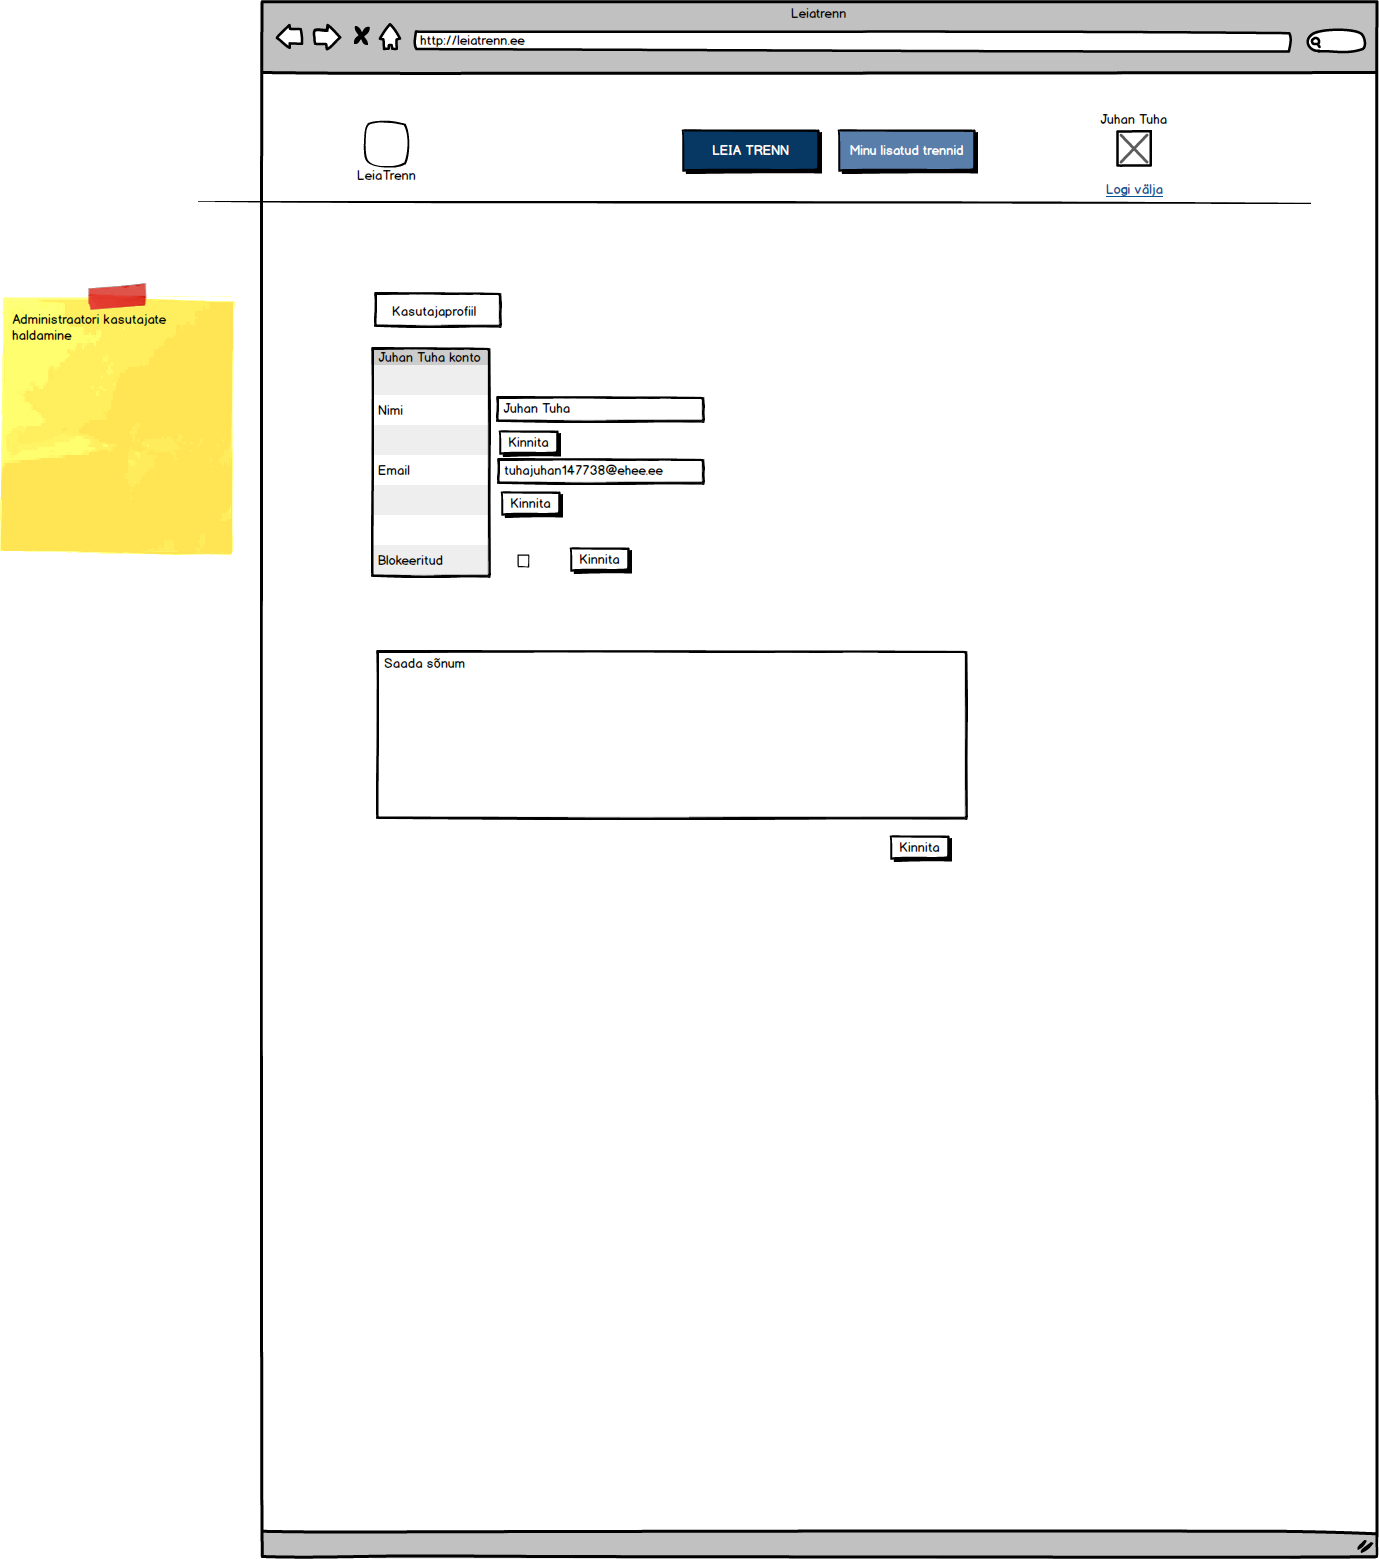 Leiatrenn
http://leiatrenn.ee
Juhan Tuha
LEIA TRENN
Minu lisatud trennid
LeiaTrenn
Logi välja
Administraatori kasutajate
haldamine
Kasutajaprofiil
Juhan Tuha konto
Nimi
Juhan Tuha
Kinnita
Email
tuhajuhan147738@ehee.ee
Kinnita
Blokeeritud
Kinnita
Saada sõnum
Kinnita